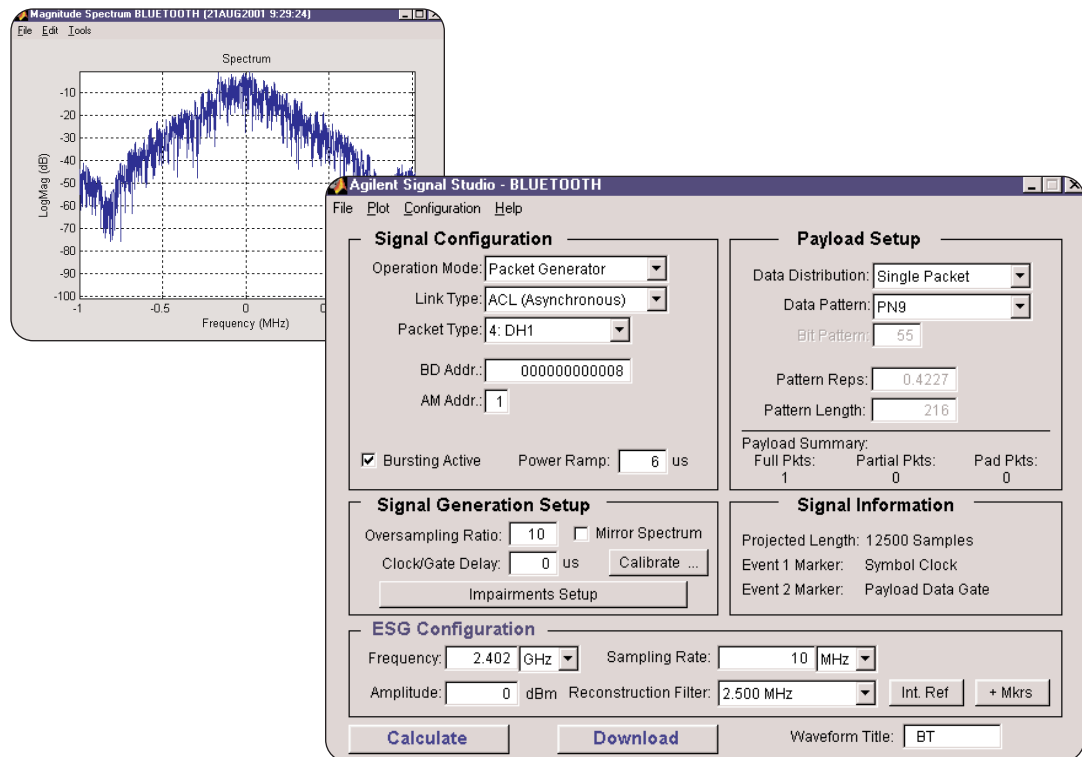 Magnitude Spectrum BLUETOOTH (21AUG2001 9:29:24)
File Edit Tools
Spectrum
-10
-20
-30
-40
-50
-60
-70
-80
-90
-100
LogMag (dB)
-1 -0.5 0
Frequency (MHz)
Agilent Signal Studio - BLUETOOTH
File Plot Configuration Help
Signal Configuration
Operation Mode: Packet Generator
Link Type: ACL (Asynchronous)
Packet Type: 4: DH1
BD Addr.: 000000000008
AM Addr.: 1
Bursting Active Power Ramp: 6 us
Payload Setup
Data Distribution: Single Packet
Data Pattern: PN9
Bit Pattern: 55
Pattern Reps: 0.4227
Pattern Length: 216
Payload Summary:
Full Pkts: Partial Pkts: Pad Pkts:
1 0 0
Signal Generation Setup
Oversampling Ratio: 10 Mirror Spectrum
Clock/Gate Delay: 0 us Calibrate ...
Impairments Setup
Signal Information
Projected Length: 12500 Samples
Event 1 Marker: Symbol Clock
Event 2 Marker: Payload Data Gate
ESG Configuration
Frequency: 2.402 GHz Sampling Rate: 10 MHz
Amplitude: 0 dBm Reconstruction Filter: 2.500 MHz Int. Ref + Mkrs
Calculate Download Waveform Title: BT